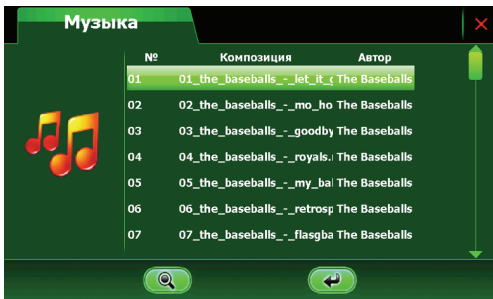 Музыка
№ Композиция Автор
01 01_the_baseballs_-_let_it_g The Baseballs
02 02_the_baseballs_-_mo_ho The Baseballs
03 03_the_baseballs_-_goodby The Baseballs
04 04_the_baseballs_-_royals. The Baseballs
05 05_the_baseballs_-_my_bal The Baseballs
06 06_the_baseballs_-_retrosp The Baseballs
07 07_the_baseballs_-_flasgba The Baseballs